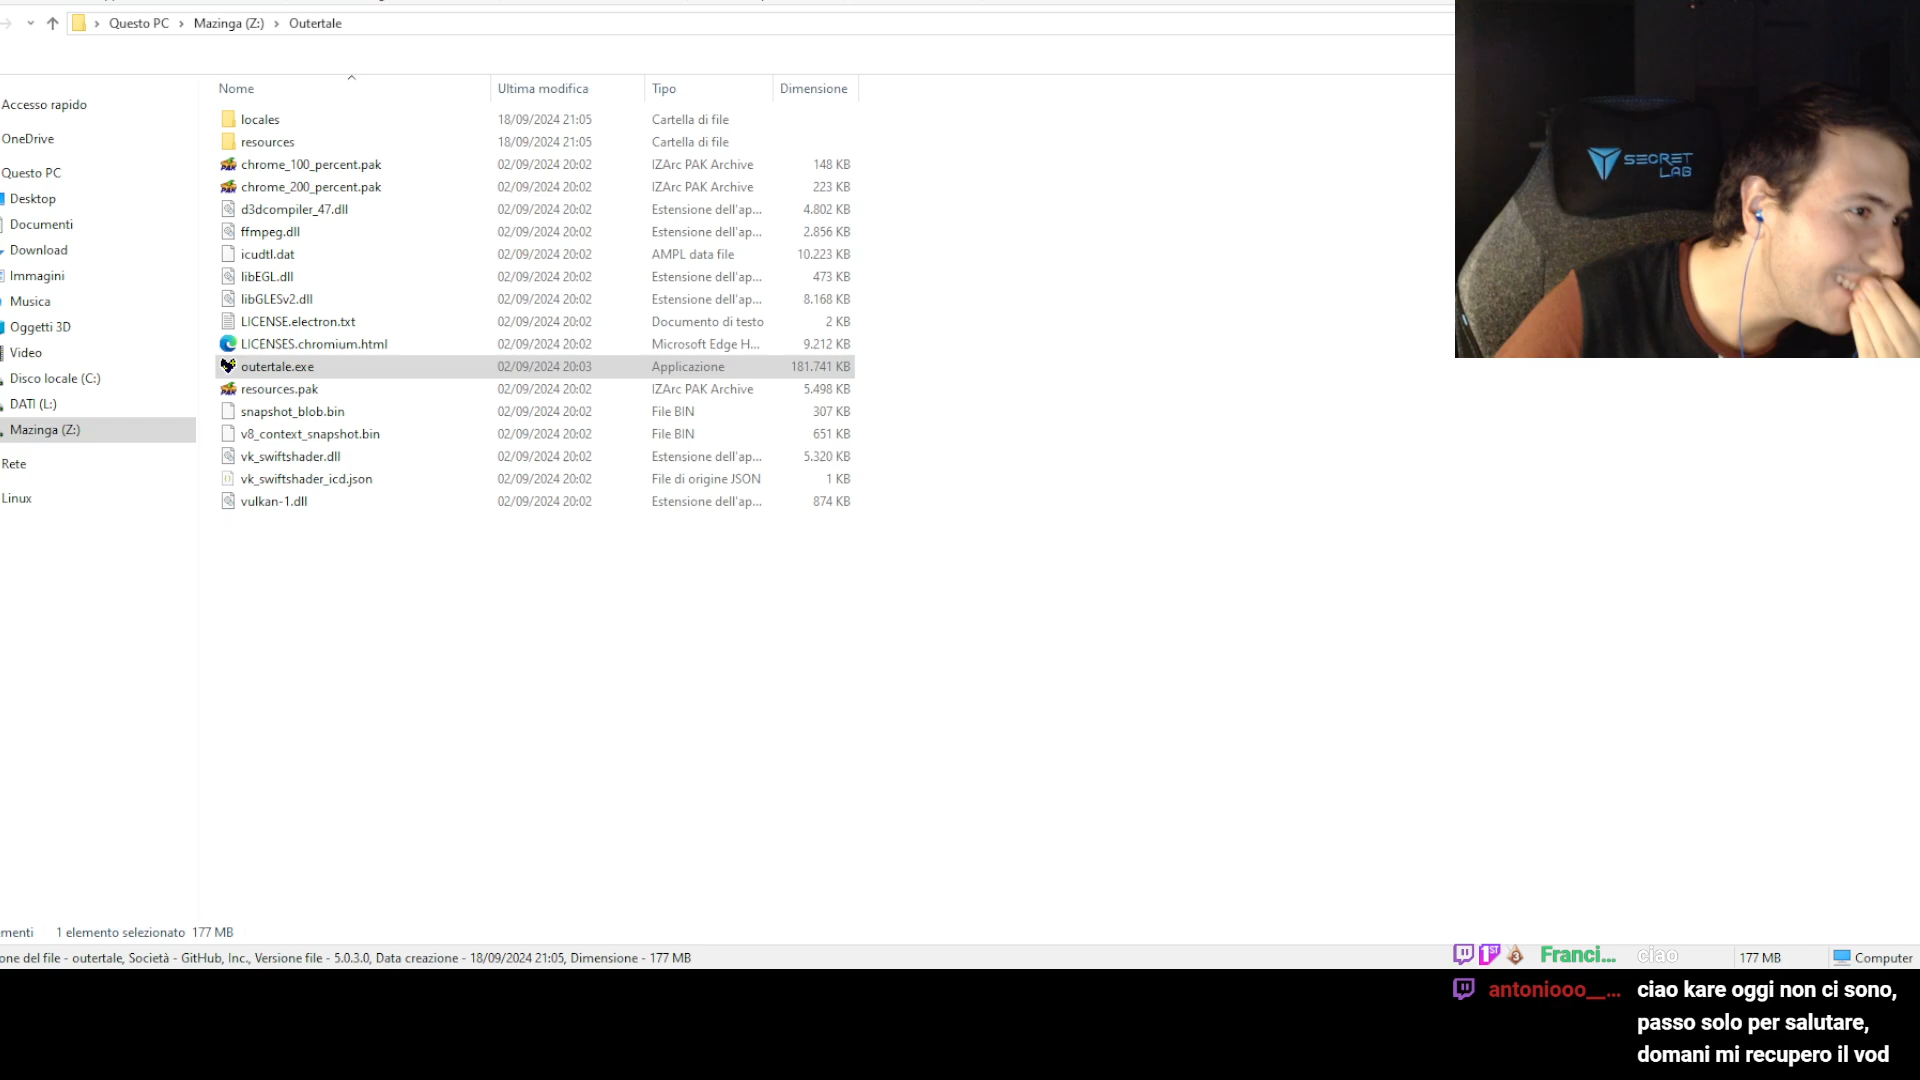 Questo PC > Mazinga (Z:) > Outertale
Nome Ultima modifica Tipo Dimensione
Accesso rapido
OneDrive
Questo PC
Desktop
Documenti
Download
Immagini
Musica
Oggetti 3D
Video
Disco locale (C:)
DATI (L:)
Mazinga (Z:)
Rete
Linux
locales 18/09/2024 21:05 Cartella di file
resources 18/09/2024 21:05 Cartella di file
chrome_100_percent.pak 02/09/2024 20:02 IZArc PAK Archive 148 KB
chrome_200_percent.pak 02/09/2024 20:02 IZArc PAK Archive 223 KB
d3dcompiler_47.dll 02/09/2024 20:02 Estensione dell'ap... 4.802 KB
ffmpeg.dll 02/09/2024 20:02 Estensione dell'ap... 2.856 KB
icudtl.dat 02/09/2024 20:02 AMPL data file 10.223 KB
libEGL.dll 02/09/2024 20:02 Estensione dell'ap... 473 KB
libGLESv2.dll 02/09/2024 20:02 Estensione dell'ap... 8.168 KB
LICENSE.electron.txt 02/09/2024 20:02 Documento di testo 2 KB
LICENSES.chromium.html 02/09/2024 20:02 Microsoft Edge H... 9.212 KB
outertale.exe 02/09/2024 20:03 Applicazione 181.741 KB
resources.pak 02/09/2024 20:02 IZArc PAK Archive 5.498 KB
snapshot_blob.bin 02/09/2024 20:02 File BIN 307 KB
v8_context_snapshot.bin 02/09/2024 20:02 File BIN 651 KB
vk_swiftshader.dll 02/09/2024 20:02 Estensione dell'ap... 5.320 KB
vk_swiftshader_icd.json 02/09/2024 20:02 File di origine JSON 1 KB
vulkan-1.dll 02/09/2024 20:02 Estensione dell'ap... 874 KB
SECRET
LAB
menti 1 elemento selezionato 177 MB
one del file - outertale, Società - GitHub, Inc., Versione file - 5.0.3.0, Data creazione - 18/09/2024 21:05, Dimensione - 177 MB
177 MB Computer
1ST 3 Franci... ciao
antoniooo__... ciao kare oggi non ci sono,
passo solo per salutare,
domani mi recupero il vod